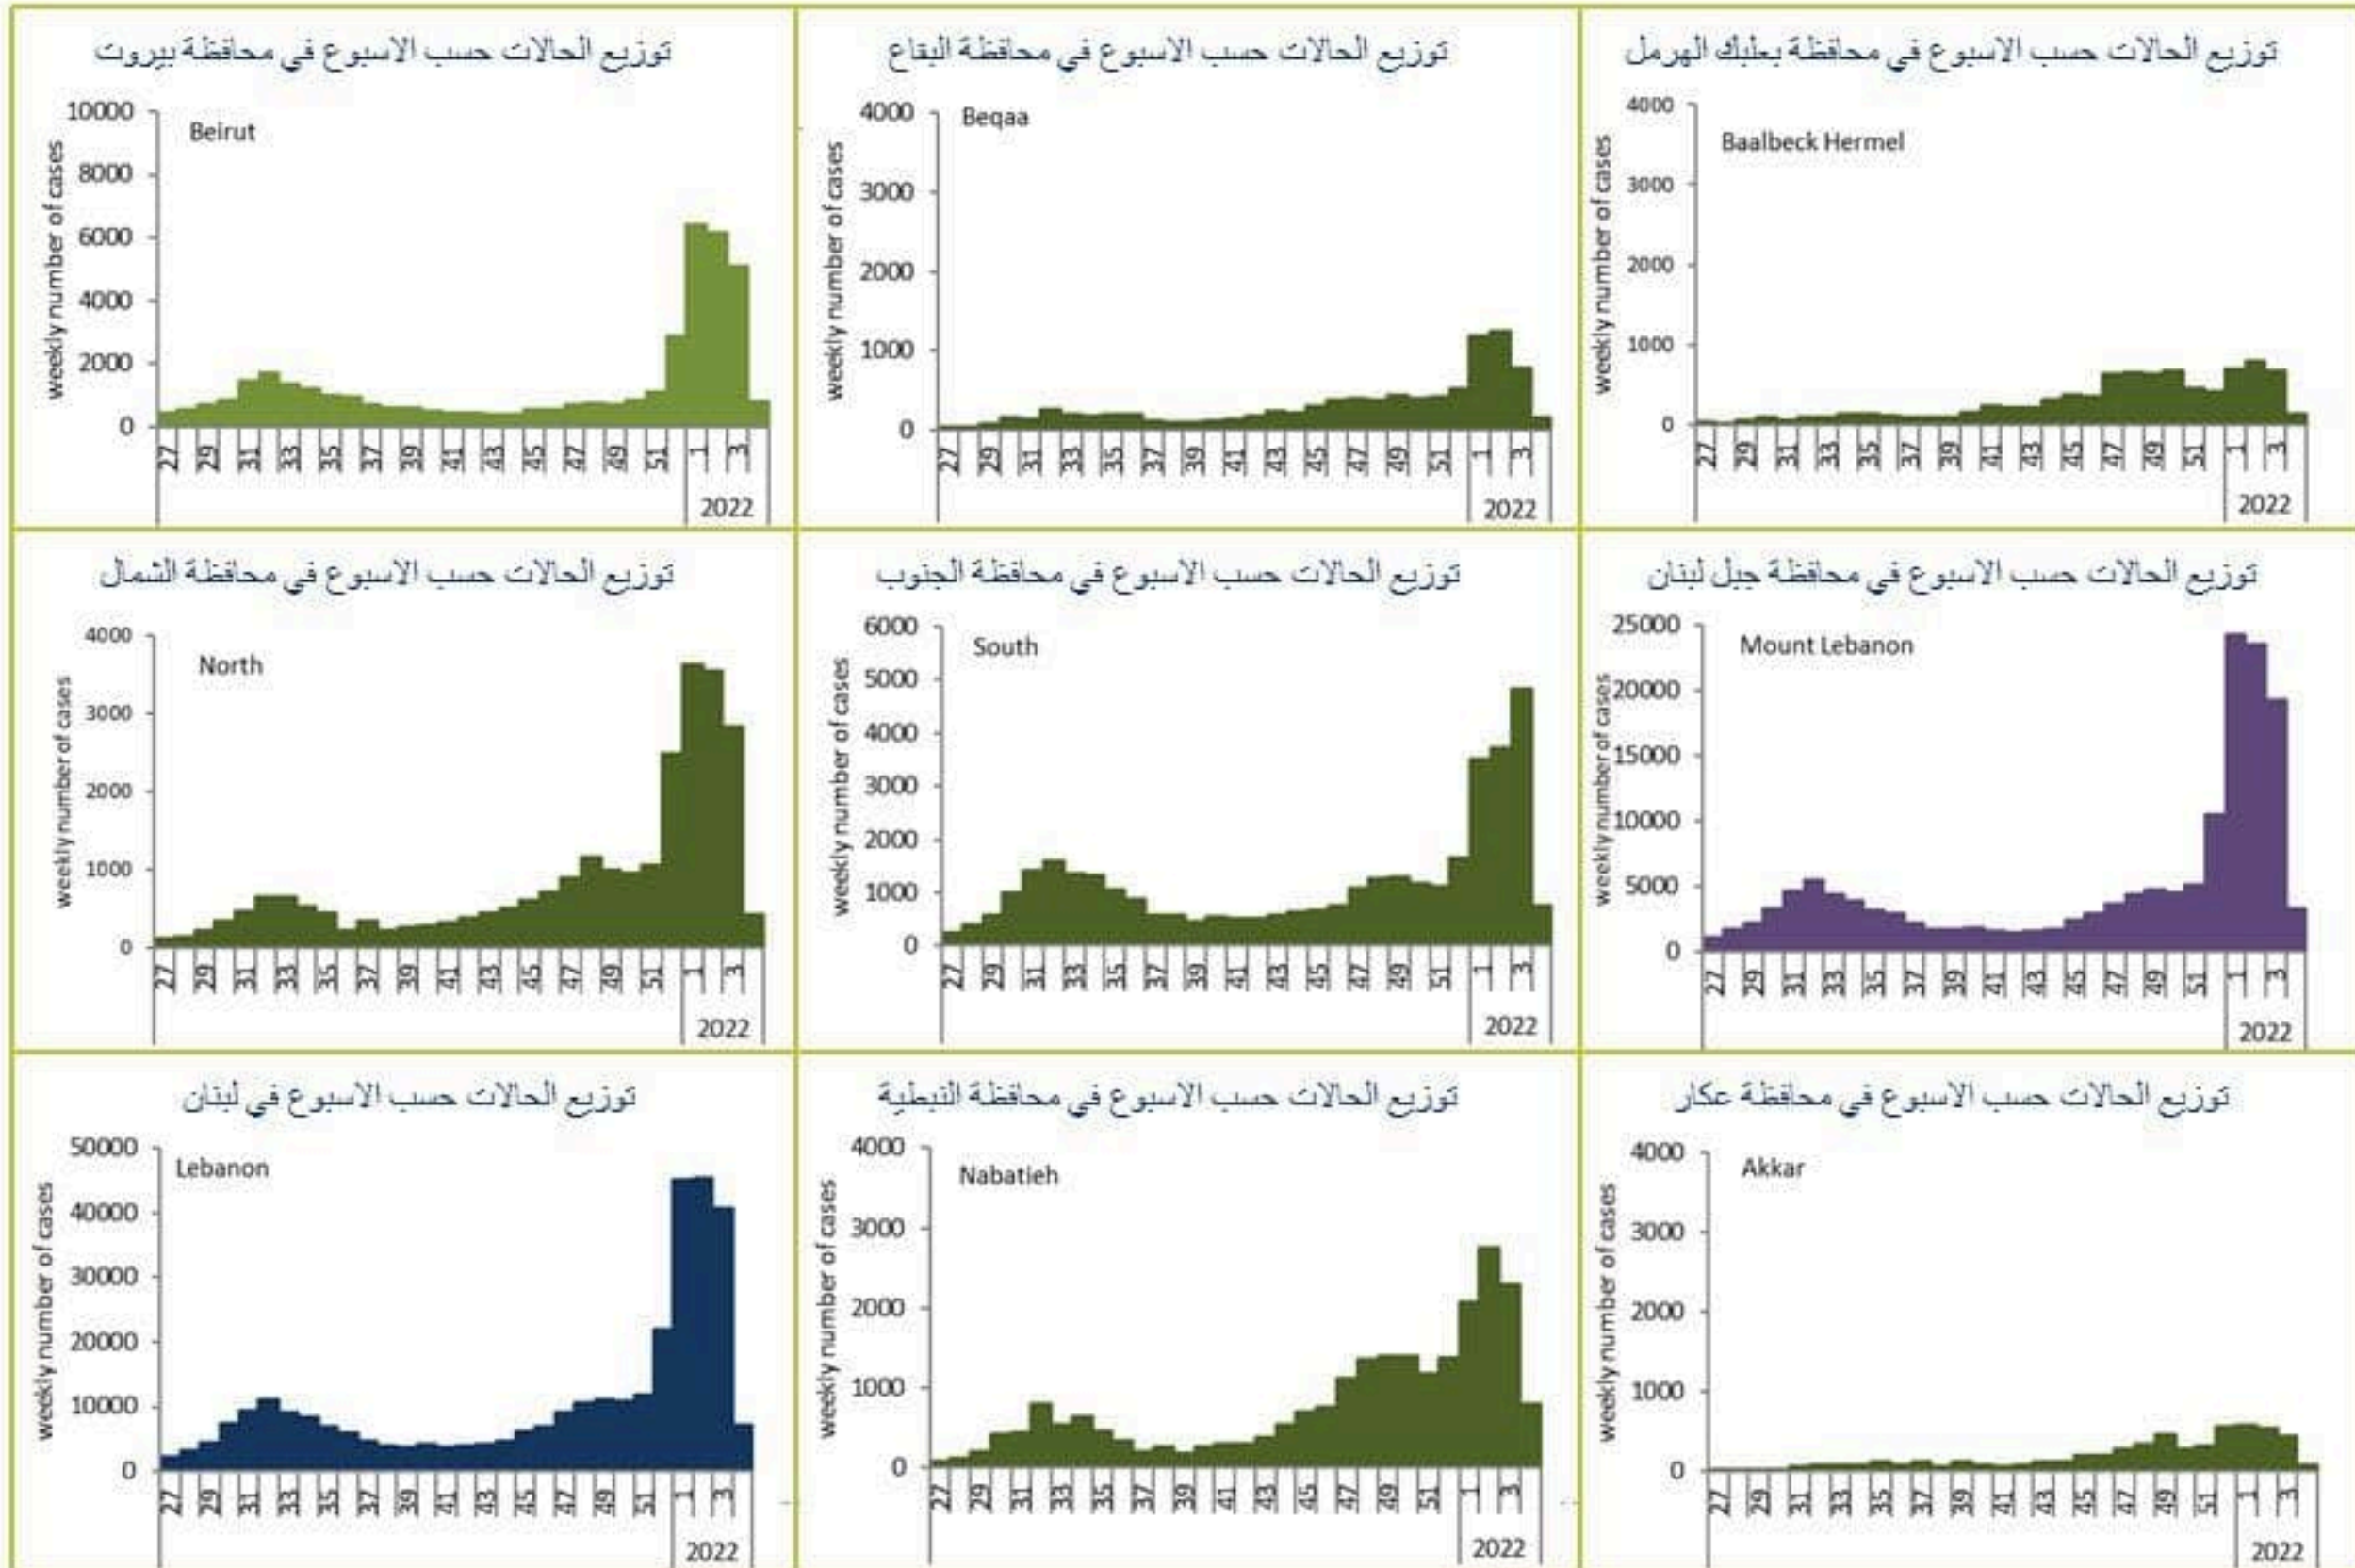 توزيع الحالات حسب الاسبوع في محافظة بيروت
Beirut
weekly number of cases
10000
8000
6000
4000
2000
0
27 29 31 33 35 37 39 41 43 45 47 49 51 1 3
2022
توزيع الحالات حسب الاسبوع في محافظة البقاع
Beqaa
weekly number of cases
4000
3000
2000
1000
0
27 29 31 33 35 37 39 41 43 45 47 49 51 1 3
2022
توزيع الحالات حسب الاسبوع في محافظة بعلبك الهرمل
Baalbeck Hermel
weekly number of cases
4000
3000
2000
1000
0
27 29 31 33 35 37 39 41 43 45 47 49 51 1 3
2022
توزيع الحالات حسب الاسبوع في محافظة الشمال
North
weekly number of cases
4000
3000
2000
1000
0
27 29 31 33 35 37 39 41 43 45 47 49 51 1 3
2022
توزيع الحالات حسب الاسبوع في محافظة الجنوب
South
weekly number of cases
6000
5000
4000
3000
2000
1000
0
27 29 31 33 35 37 39 41 43 45 47 49 51 1 3
2022
توزيع الحالات حسب الاسبوع في محافظة جبل لبنان
Mount Lebanon
weekly number of cases
25000
20000
15000
10000
5000
0
27 29 31 33 35 37 39 41 43 45 47 49 51 1 3
2022
توزيع الحالات حسب الاسبوع في لبنان
Lebanon
weekly number of cases
50000
40000
30000
20000
10000
0
27 29 31 33 35 37 39 41 43 45 47 49 51 1 3
2022
توزيع الحالات حسب الاسبوع في محافظة النبطية
Nabatieh
weekly number of cases
4000
3000
2000
1000
0
27 29 31 33 35 37 39 41 43 45 47 49 51 1 3
2022
توزيع الحالات حسب الاسبوع في محافظة عكار
Akkar
weekly number of cases
4000
3000
2000
1000
0
27 29 31 33 35 37 39 41 43 45 47 49 51 1 3
2022